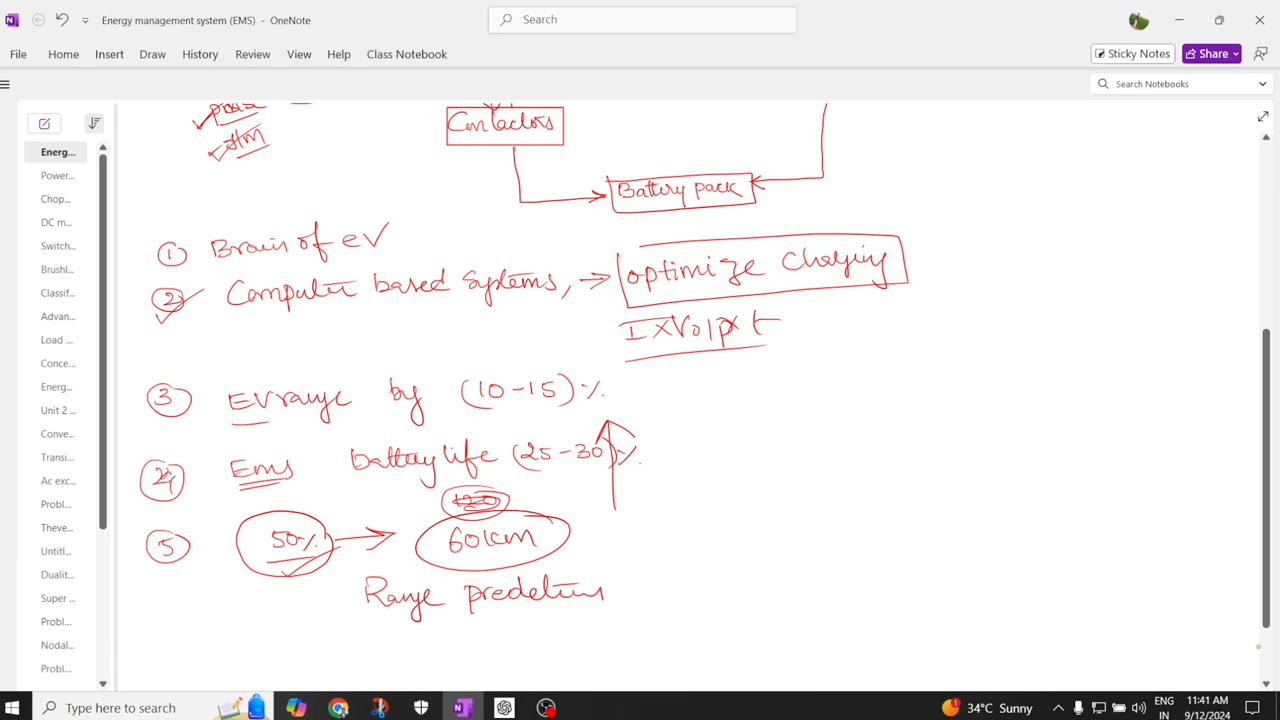 Energy management system (EMS) - OneNote
Search
File Home Insert Draw History Review View Help Class Notebook
Sticky Notes Share
Search Notebooks
Energ...
Power...
Chop...
DC m...
Switch...
Brushl...
Classif...
Advan...
Load ...
Conce...
Energ...
Unit 2 ...
Conve...
Transi...
Ac exc...
Probl...
Theve...
Untitl...
Dualit...
Super ...
Probl...
Nodal...
Probl...
Contactors
Battery pack
① Brain of eV
② Computer based Systems, → optimize Charging
③ EV range by (10-15)%
Ems battery life (25-30)%
120
⑤ 50% → 60km
Range
Type here to search
34°C Sunny
ENG
IN
11:41 AM
9/12/2024